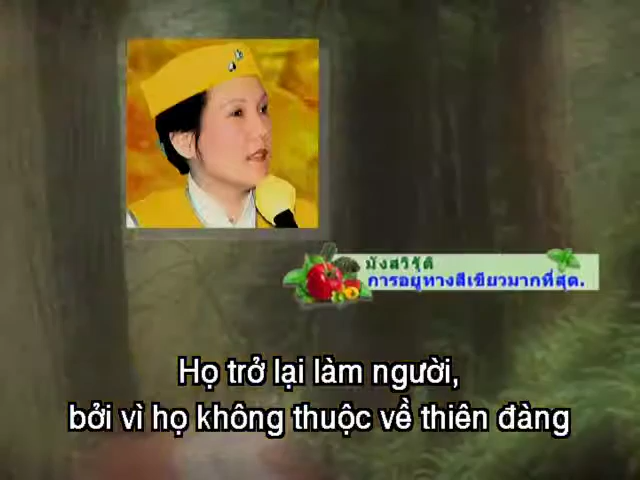 มังสวิรัติ
การอยู่ทางสีเขียวมากที่สุด.
Họ trở lại làm người,
bởi vì họ không thuộc về thiên đàng